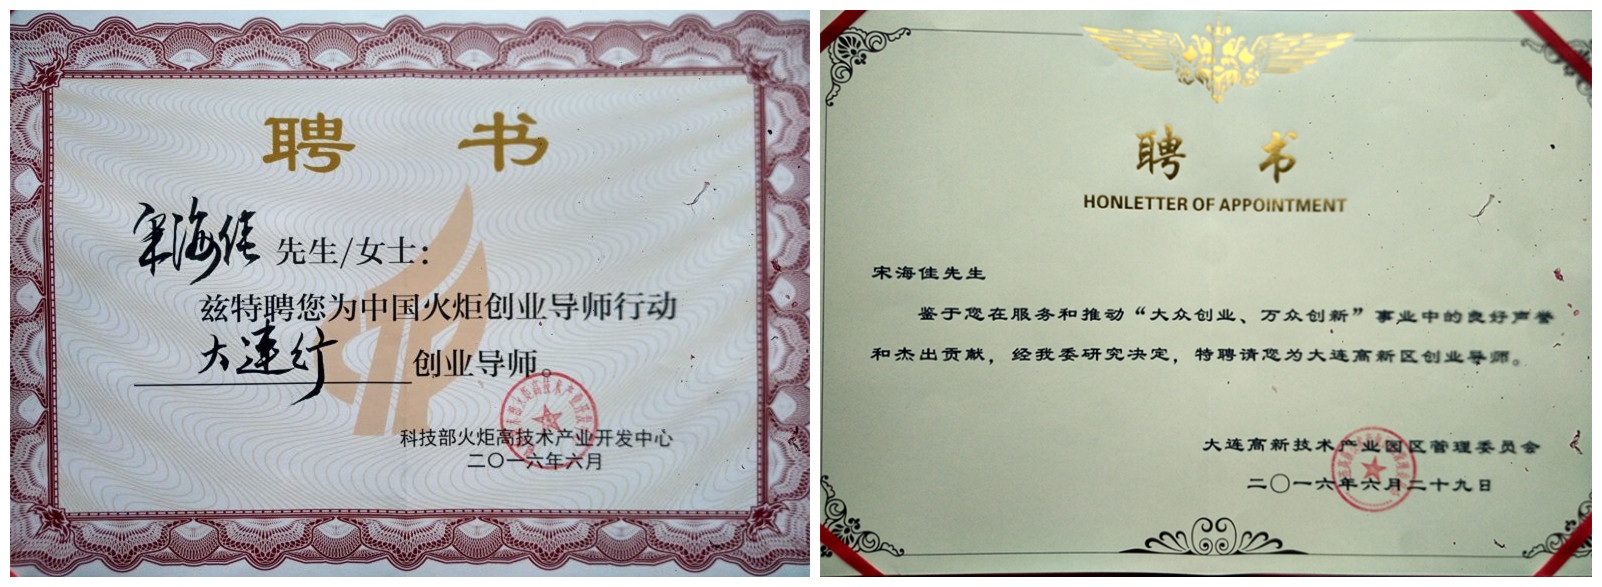 聘 书
宋海佳 先生/女士：
兹特聘您为中国火炬创业导师行动
大连行 创业导师。
科技部火炬高技术产业开发中心
二〇一六年六月
聘 书
HONLETTER OF APPOINTMENT
宋海佳先生
鉴于您在服务和推动“大众创业、万众创新”事业中的良好声誉
和杰出贡献，经我委研究决定，特聘请您为大连高新区创业导师。
大连高新技术产业园区管理委员会
二〇一六年六月二十九日